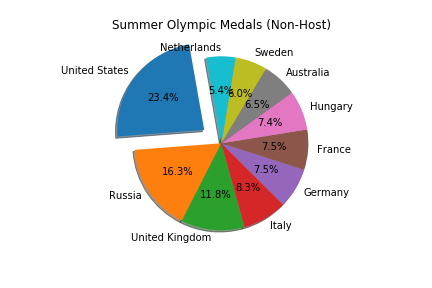 Summer Olympic Medals (Non-Host)
Netherlands
5.4%
Sweden
6.0%
Australia
6.5%
Hungary
7.4%
France
7.5%
Germany
7.5%
Italy
8.3%
United Kingdom
11.8%
Russia
16.3%
United States
23.4%